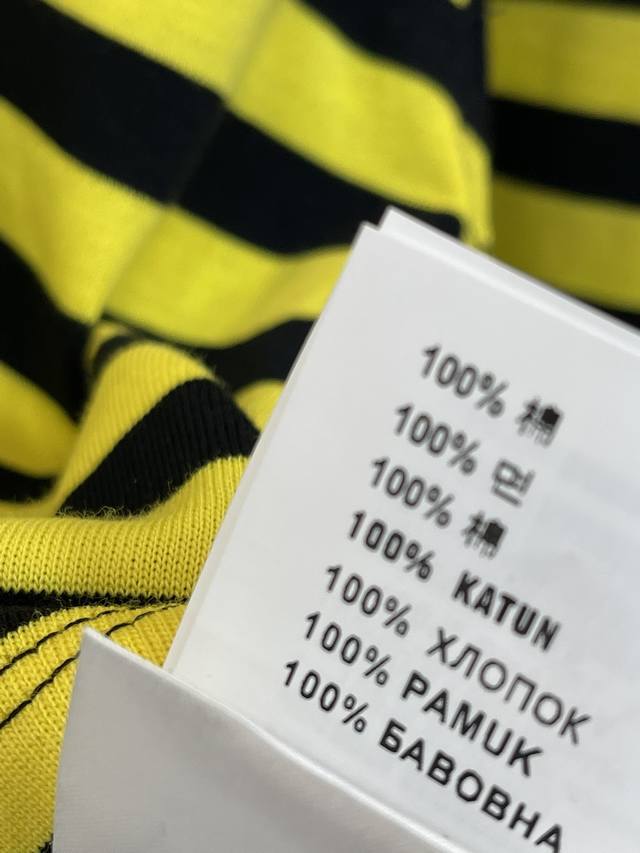 100% 棉
100% 면
100% 棉
100% KATUN
100% ХЛОПОК
100% PAMUK
100% БАВОВНА